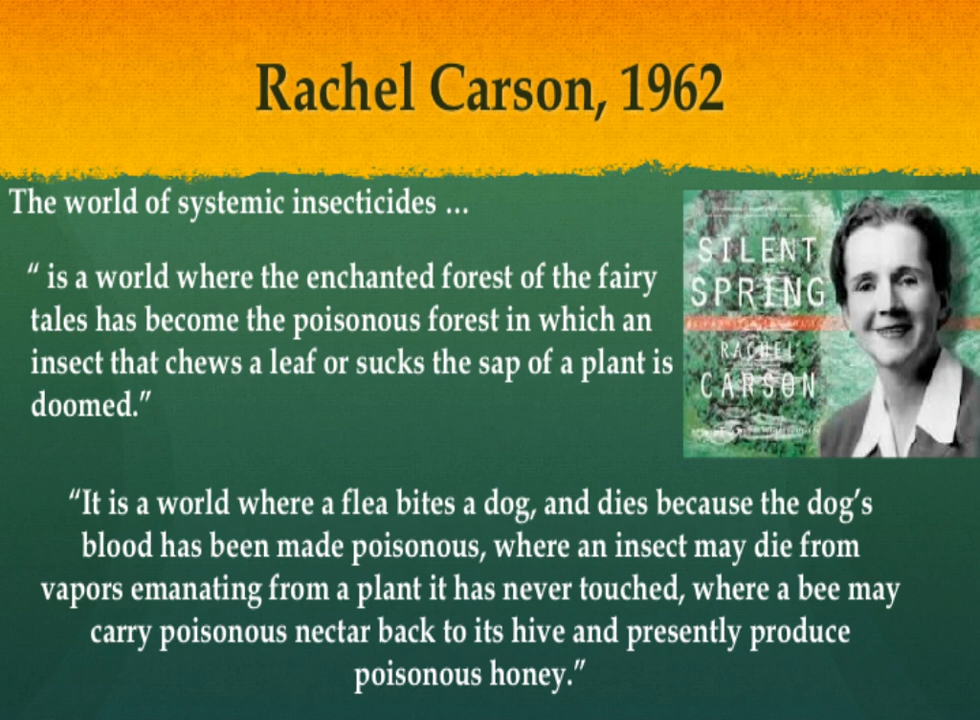 Rachel Carson, 1962
The world of systemic insecticides ...
“ is a world where the enchanted forest of the fairy
tales has become the poisonous forest in which an
insect that chews a leaf or sucks the sap of a plant is
doomed.”
SILENT
SPRING
RACHEL
CARSON
“It is a world where a flea bites a dog, and dies because the dog’s
blood has been made poisonous, where an insect may die from
vapors emanating from a plant it has never touched, where a bee may
carry poisonous nectar back to its hive and presently produce
poisonous honey.”